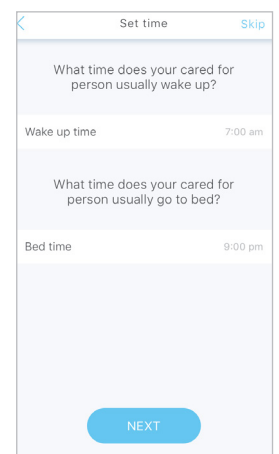 Set time Skip
What time does your cared for
person usually wake up?
Wake up time 7:00 am
What time does your cared for
person usually go to bed?
Bed time 9:00 pm
NEXT